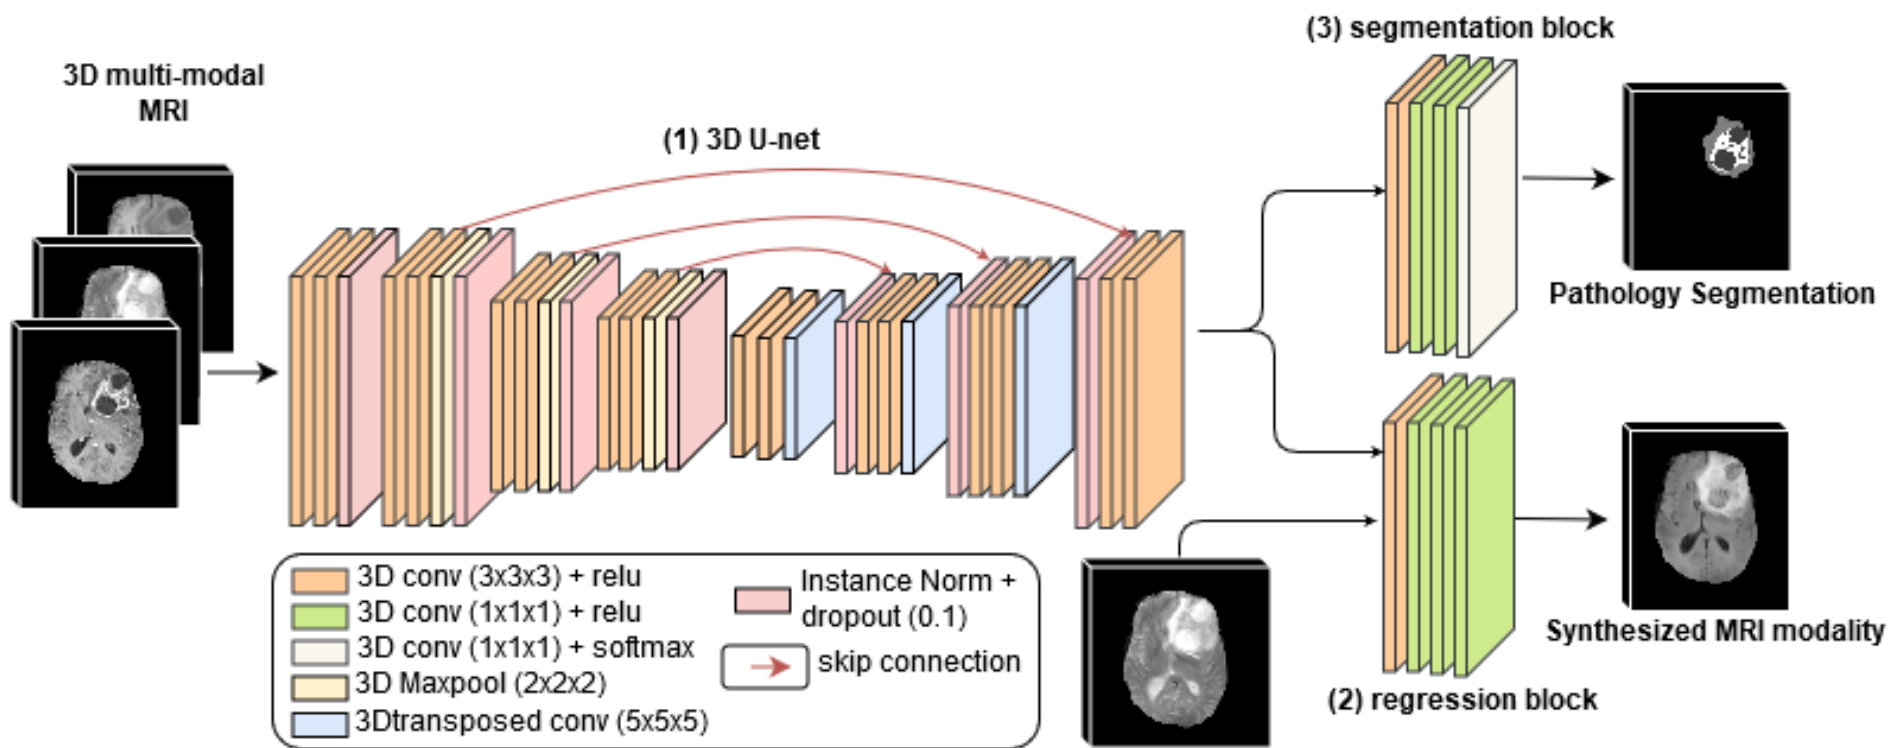 3D multi-modal
MRI
(1) 3D U-net
(3) segmentation block
Pathology Segmentation
Synthesized MRI modality
(2) regression block
3D conv (3x3x3) + relu
3D conv (1x1x1) + relu
3D conv (1x1x1) + softmax
3D Maxpool (2x2x2)
3Dtransposed conv (5x5x5)
Instance Norm +
dropout (0.1)
skip connection